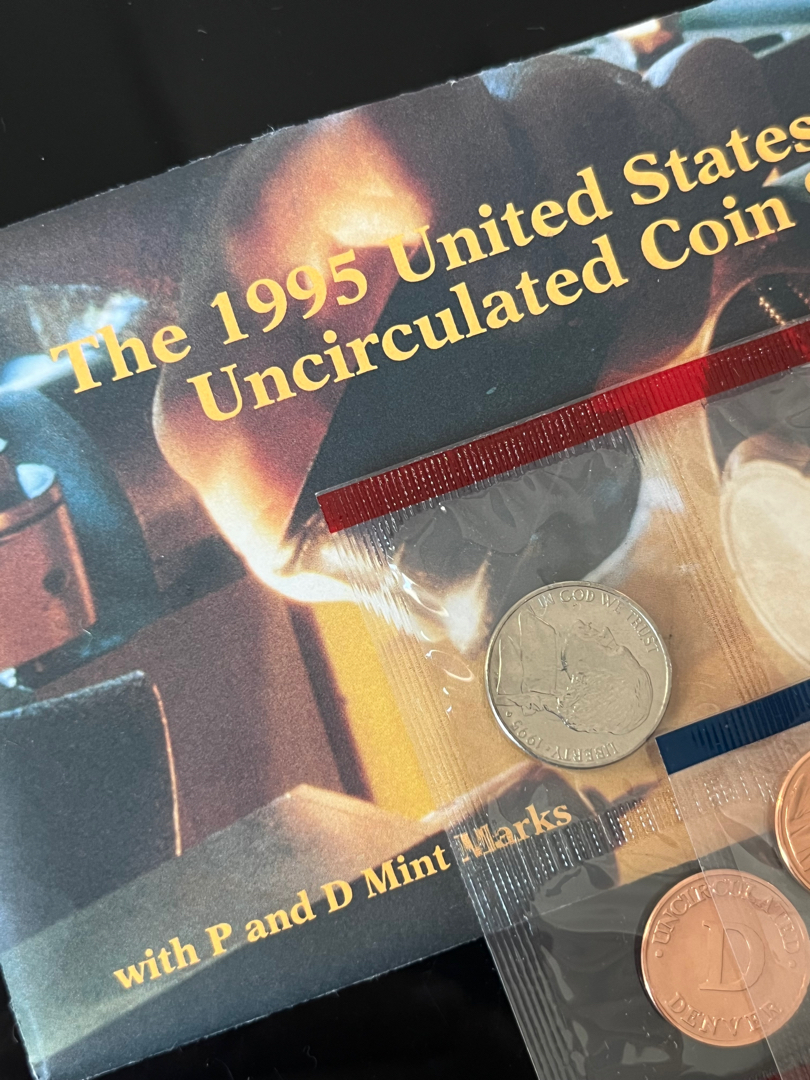 The 1995 United States
Uncirculated Coin
IN GOD WE TRUST
LIBERTY · 1995
with P and D Mint Marks
· UNCIRCULATED ·
D
DENVER